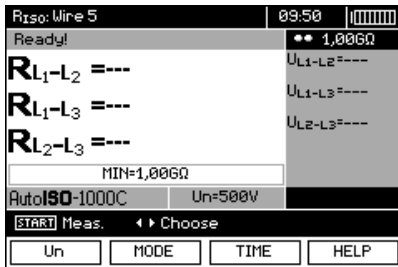 RISO: Wire 5 09:50
Ready! 1,00GΩ
RL1-L2 =--- UL1-L2=---
RL1-L3 =--- UL1-L3=---
RL2-L3 =--- UL2-L3=---
MIN=1,00GΩ
AutoISO-1000C Un=500V
START Meas. Choose
Un MODE TIME HELP